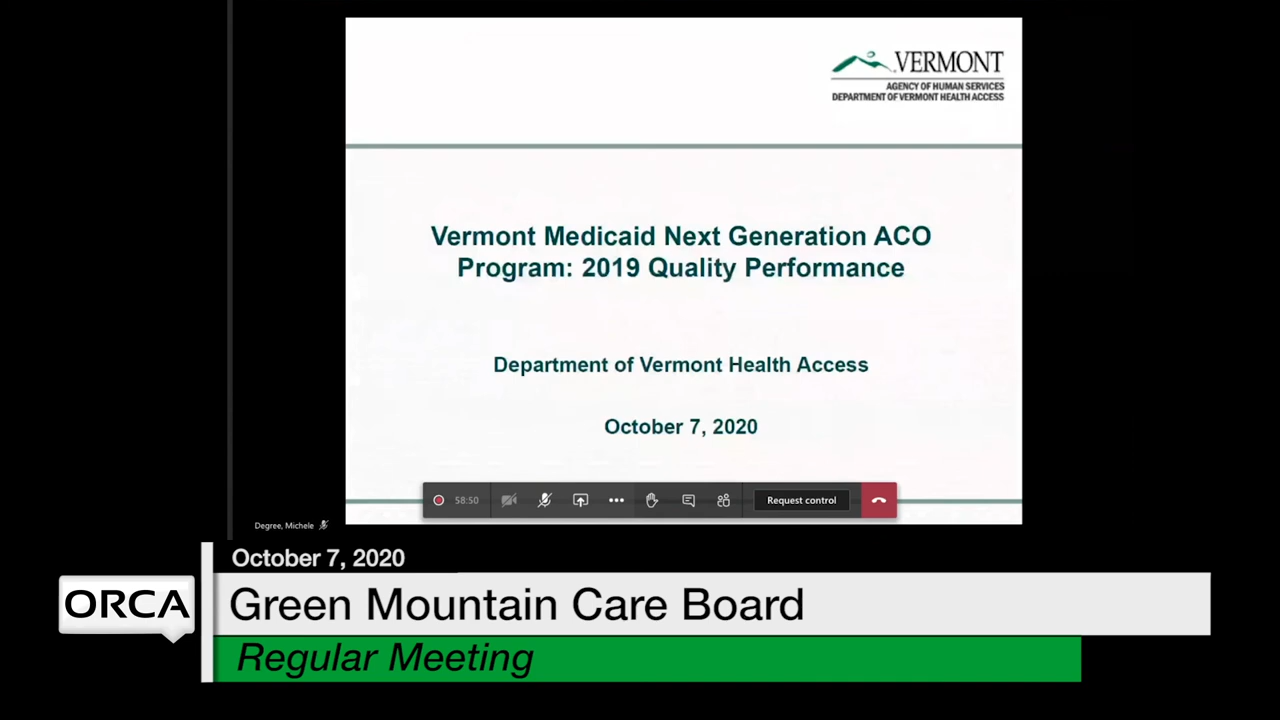 VERMONT
AGENCY OF HUMAN SERVICES
DEPARTMENT OF VERMONT HEALTH ACCESS
Vermont Medicaid Next Generation ACO
Program: 2019 Quality Performance
Department of Vermont Health Access
October 7, 2020
58:50
Request control
Degree, Michele
October 7, 2020
ORCA
Green Mountain Care Board
Regular Meeting